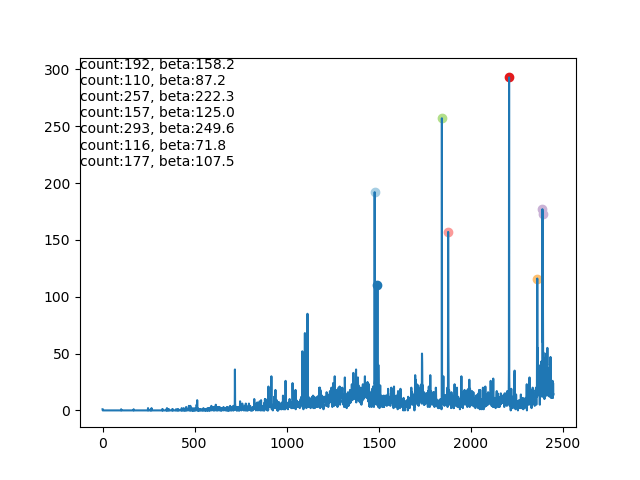 count:192, beta:158.2
count:110, beta:87.2
count:257, beta:222.3
count:157, beta:125.0
count:293, beta:249.6
count:116, beta:71.8
count:177, beta:107.5
300
250
200
150
100
50
0
0 500 1000 1500 2000 2500